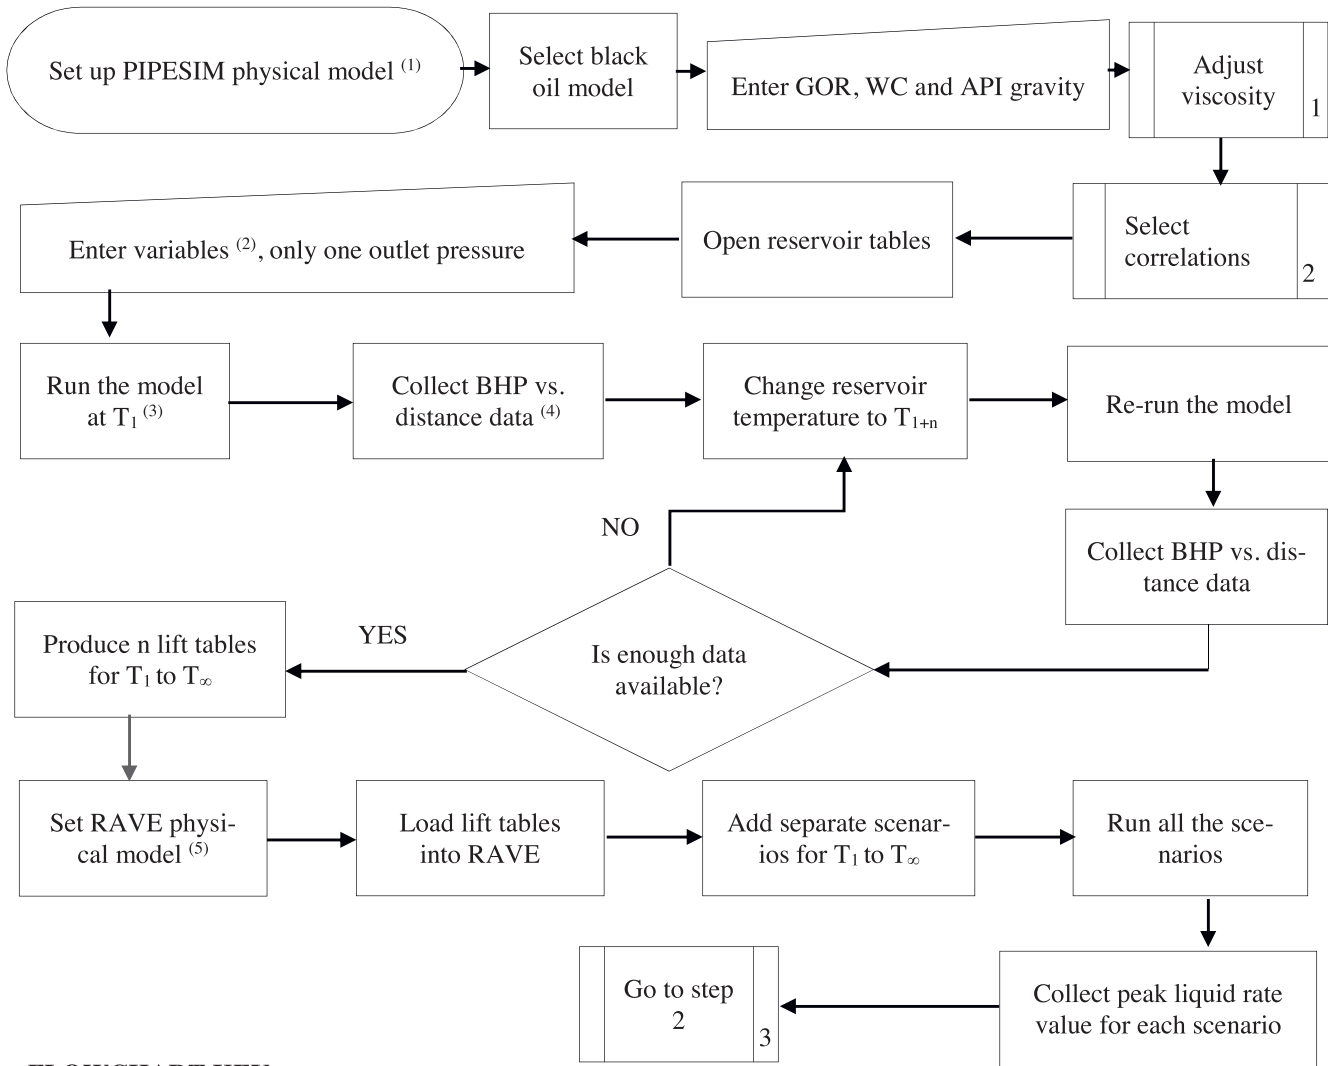 Set up PIPESIM physical model (1)
Select black
oil model
Enter GOR, WC and API gravity
Adjust
viscosity
1
Select
correlations
2
Open reservoir tables
Enter variables (2), only one outlet pressure
Run the model
at T1 (3)
Collect BHP vs.
distance data (4)
Change reservoir
temperature to T1+n
Re-run the model
Collect BHP vs. dis-
tance data
Is enough data
available?
NO
YES
Produce n lift tables
for T1 to T∞
Set RAVE physi-
cal model (5)
Load lift tables
into RAVE
Add separate scenar-
ios for T1 to T∞
Run all the sce-
narios
Collect peak liquid rate
value for each scenario
Go to step
2
3
FLOWCHART KEY